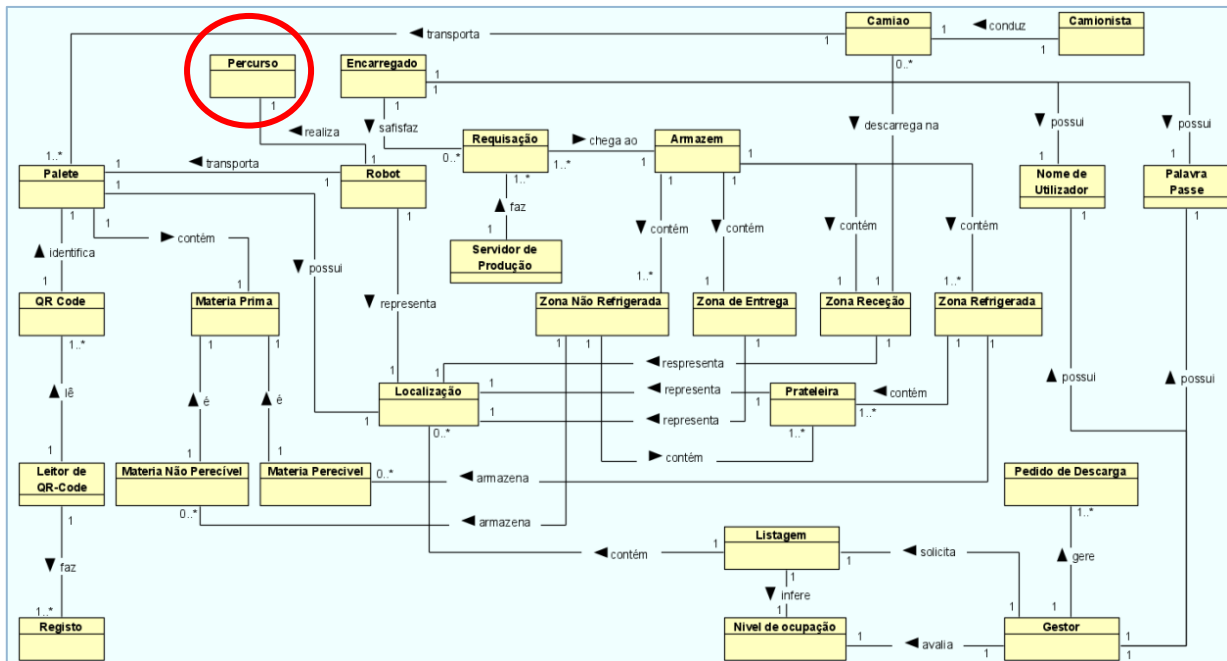 Camiao
1
conduz
1
Camionista
transporta
1
0..*
Percurso
1
Encarregado
1
1
1
safisfaz
realiza
descarrega na
possui
possui
Requisação
0..*
1..*
chega ao
1..*
Armazem
1
1
1
1
1
1
1..*
Palete
1
1
1
1
transporta
1
1
Robot
Nome de
Utilizador
Palavra
Passe
faz
1
contém
identifica
Servidor de
Produção
contém
contém
contém
contém
possui
1
1
representa
1..*
1
1
1
1..*
QR Code
1..*
Materia Prima
1
1
Zona Não Refrigerada
1
1
Zona de Entrega
1
Zona Receção
1
Zona Refrigerada
1
1
respresenta
1
1
Localização
1
1
1
0..*
representa
1
Prateleira
1..*
1..*
contém
representa
lê
é
é
contém
possui
possui
1
1
1
Leitor de
QR-Code
1
Materia Não Perecível
0..*
Materia Perecivel
0..*
armazena
armazena
Pedido de Descarga
1..*
Listagem
1
1
1
contém
solicita
gere
faz
infere
1..*
Registo
1
Nivel de ocupação
1
avalia
1
1
1
Gestor
1
1